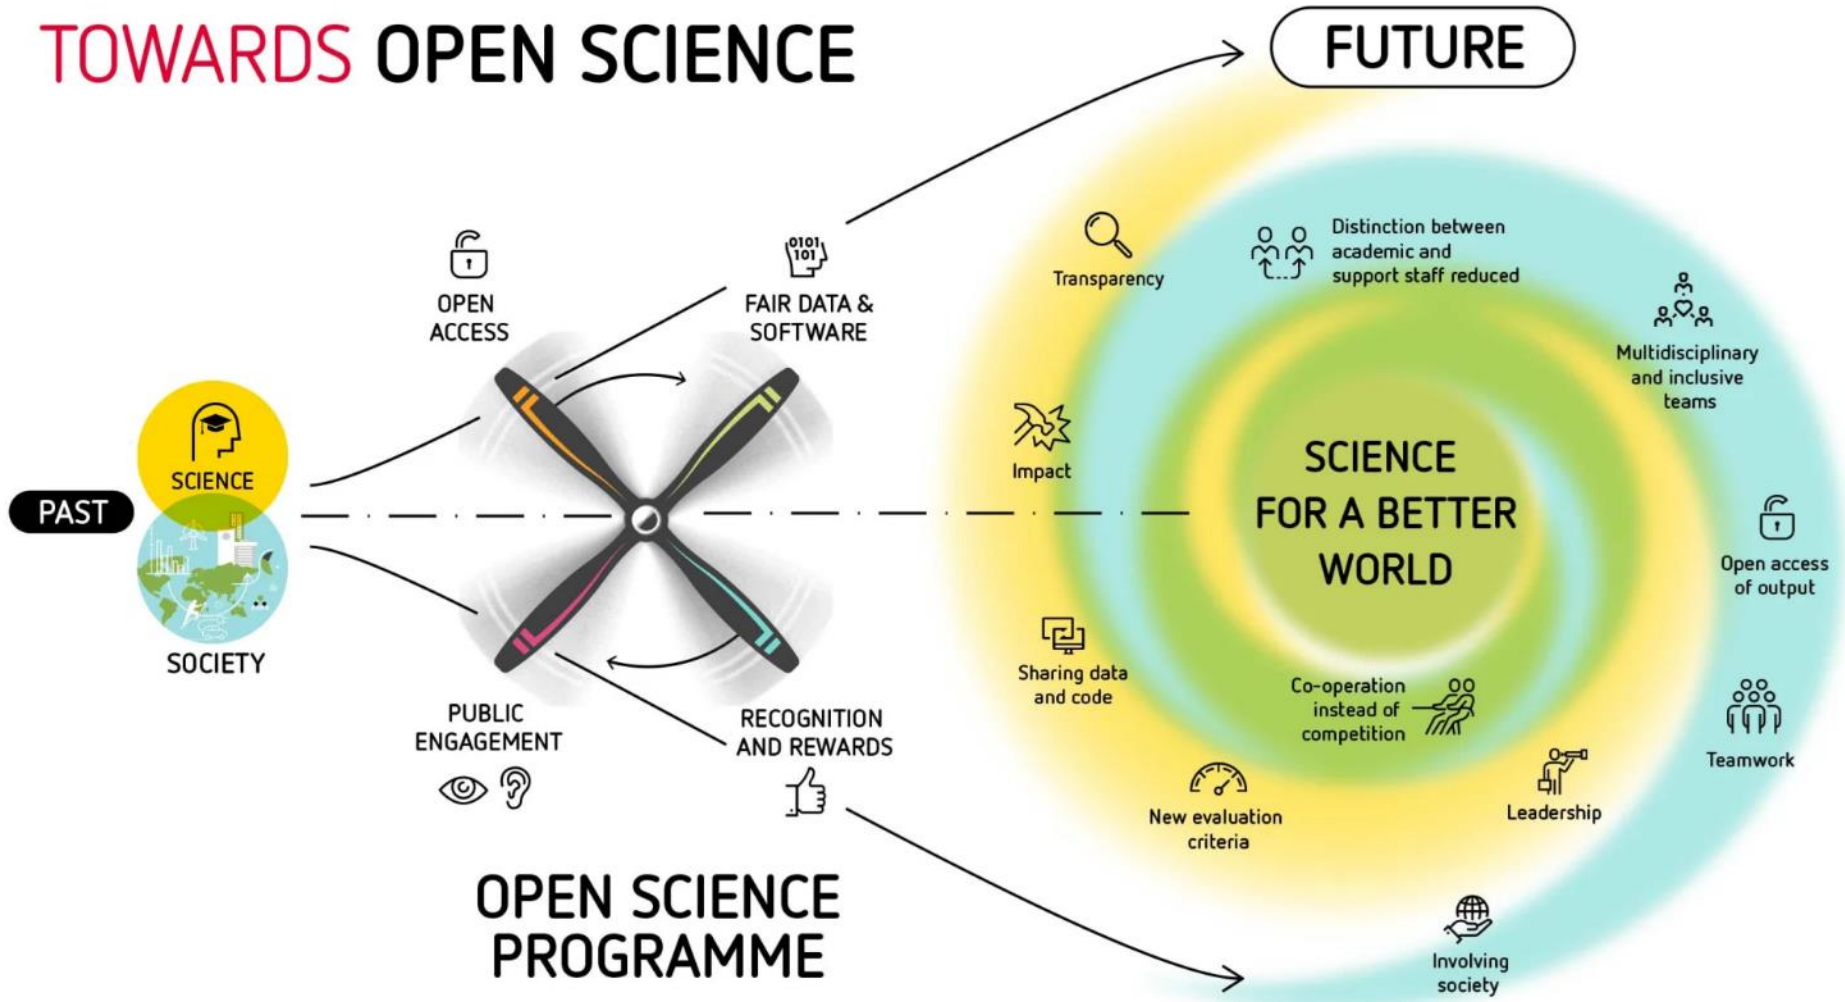 TOWARDS OPEN SCIENCE
FUTURE
PAST
SCIENCE
SOCIETY
OPEN
ACCESS
0101
101
FAIR DATA &
SOFTWARE
PUBLIC
ENGAGEMENT
RECOGNITION
AND REWARDS
OPEN SCIENCE
PROGRAMME
Transparency
Distinction between
academic and
support staff reduced
Multidisciplinary
and inclusive
teams
Impact
SCIENCE
FOR A BETTER
WORLD
Open access
of output
Sharing data
and code
Co-operation
instead of
competition
Teamwork
New evaluation
criteria
Leadership
Involving
society